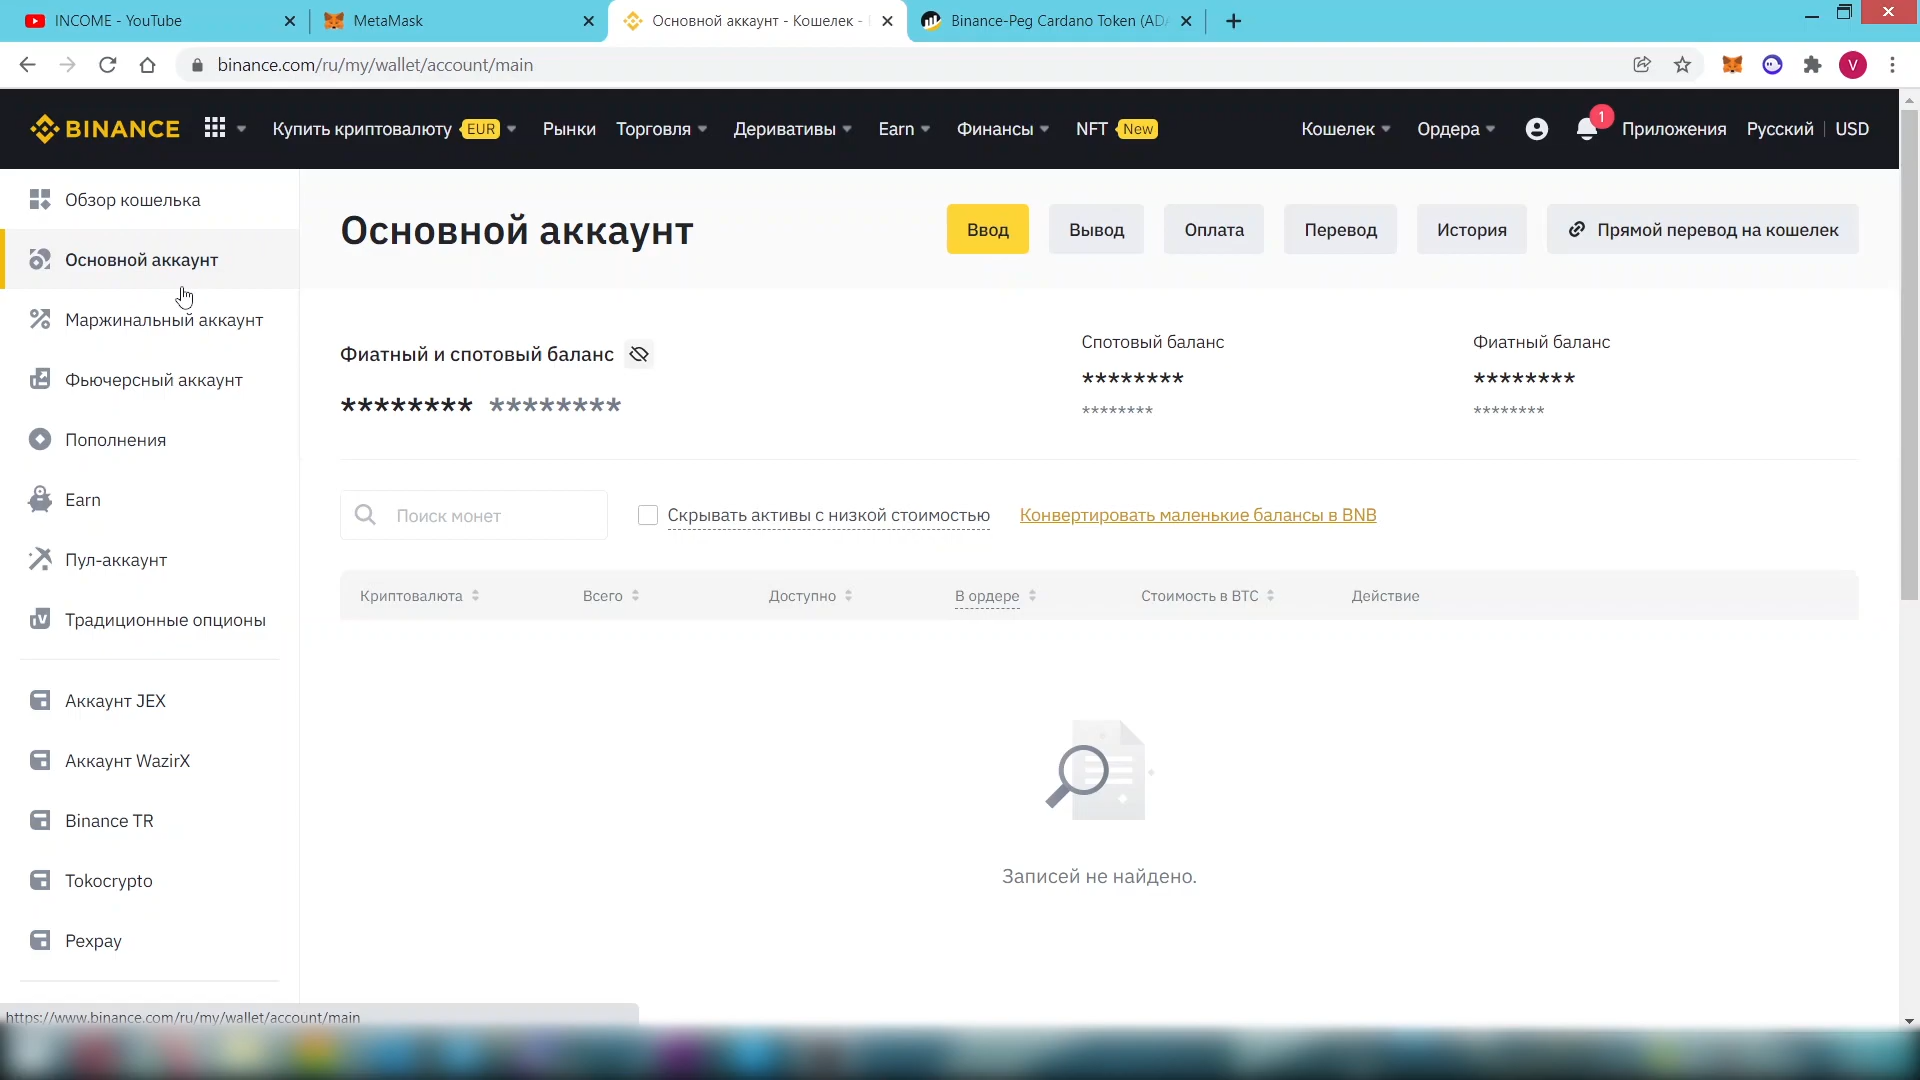 INCOME - YouTube
MetaMask
Основной аккаунт - Кошелек -
Binance-Peg Cardano Token (ADA
binance.com/ru/my/wallet/account/main
V
BINANCE
Купить криптовалюту EUR
Рынки
Торговля
Деривативы
Earn
Финансы
NFT New
Кошелек
Ордера
1
Приложения
Русский
USD
Обзор кошелька
Основной аккаунт
Маржинальный аккаунт
Фьючерсный аккаунт
Пополнения
Earn
Пул-аккаунт
Традиционные опционы
Аккаунт JEX
Аккаунт WazirX
Binance TR
Tokocrypto
Pexpay
Основной аккаунт
Ввод
Вывод
Оплата
Перевод
История
Прямой перевод на кошелек
Фиатный и спотовый баланс
******** ********
Спотовый баланс
********
********
Фиатный баланс
********
********
Поиск монет
Скрывать активы с низкой стоимостью
Конвертировать маленькие балансы в BNB
Криптовалюта
Всего
Доступно
В ордере
Стоимость в BTC
Действие
Записей не найдено.
https://www.binance.com/ru/my/wallet/account/main